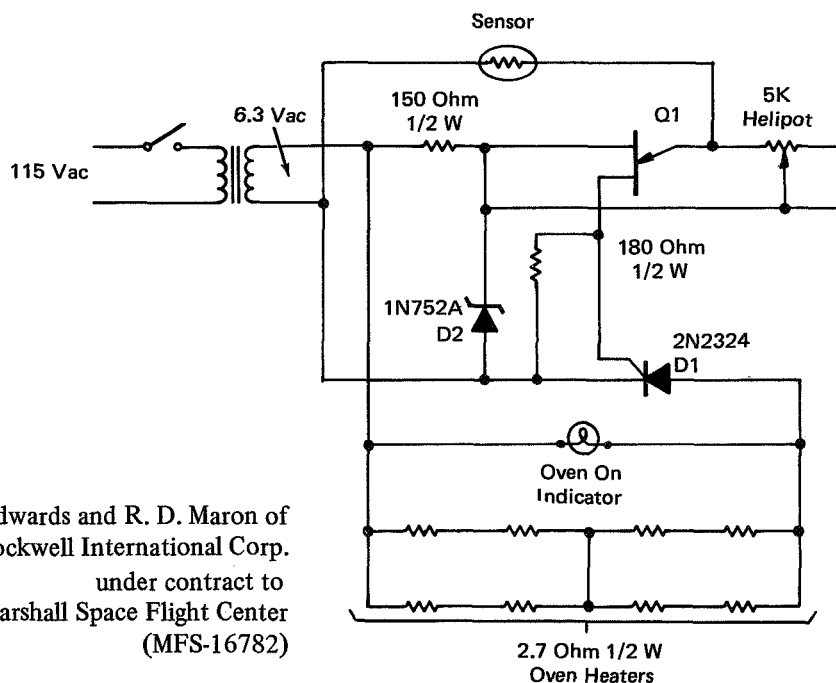 Sensor
150 Ohm
1/2 W
Q1
5K
Helipot
6.3 Vac
115 Vac
180 Ohm
1/2 W
1N752A
D2
2N2324
D1
Oven On
Indicator
dwards and R. D. Maron of
ockwell International Corp.
under contract to
arshall Space Flight Center
(MFS-16782)
2.7 Ohm 1/2 W
Oven Heaters